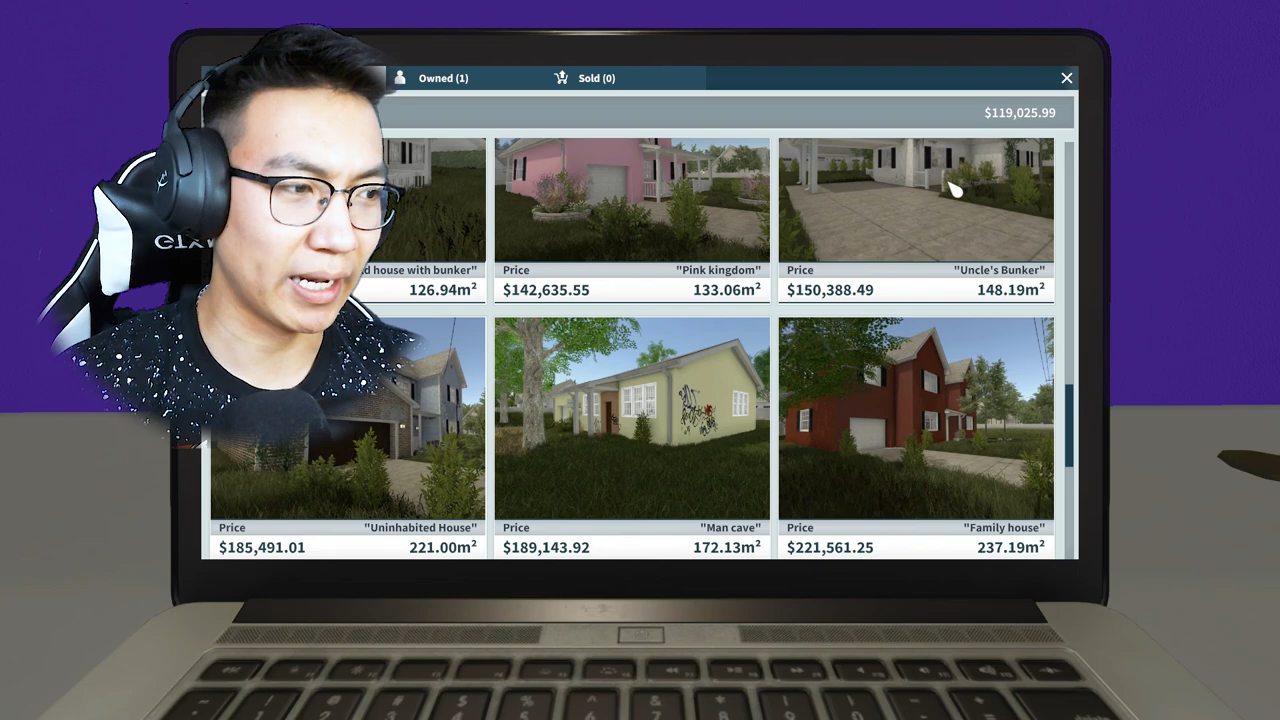 Owned (1)
Sold (0)
$119,025.99
d house with bunker"
126.94m²
Price
"Pink kingdom"
$142,635.55
133.06m²
Price
"Uncle's Bunker"
$150,388.49
148.19m²
Price
"Uninhabited House"
$185,491.01
221.00m²
Price
"Man cave"
$189,143.92
172.13m²
Price
"Family house"
$221,561.25
237.19m²